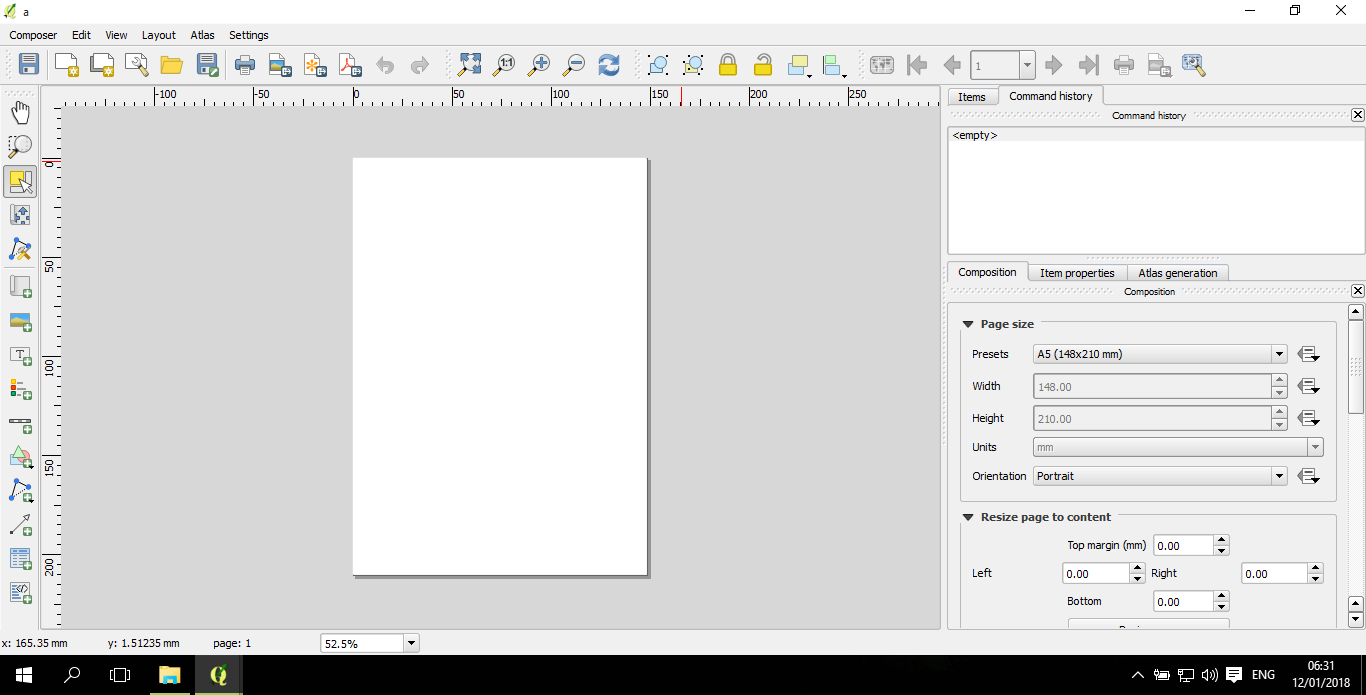 a
Composer Edit View Layout Atlas Settings
1:1 1
-100 -50 0 50 100 150 200 250
Items Command history
Command history
<empty>
0
50
100
150
200
T
Composition Item properties Atlas generation
Composition
Page size
Presets A5 (148x210 mm)
Width 148.00
Height 210.00
Units mm
Orientation Portrait
Resize page to content
Top margin (mm) 0.00
Left 0.00 Right 0.00
Bottom 0.00
x: 165.35 mm y: 1.51235 mm page: 1 52.5%
ENG 06:31
12/01/2018